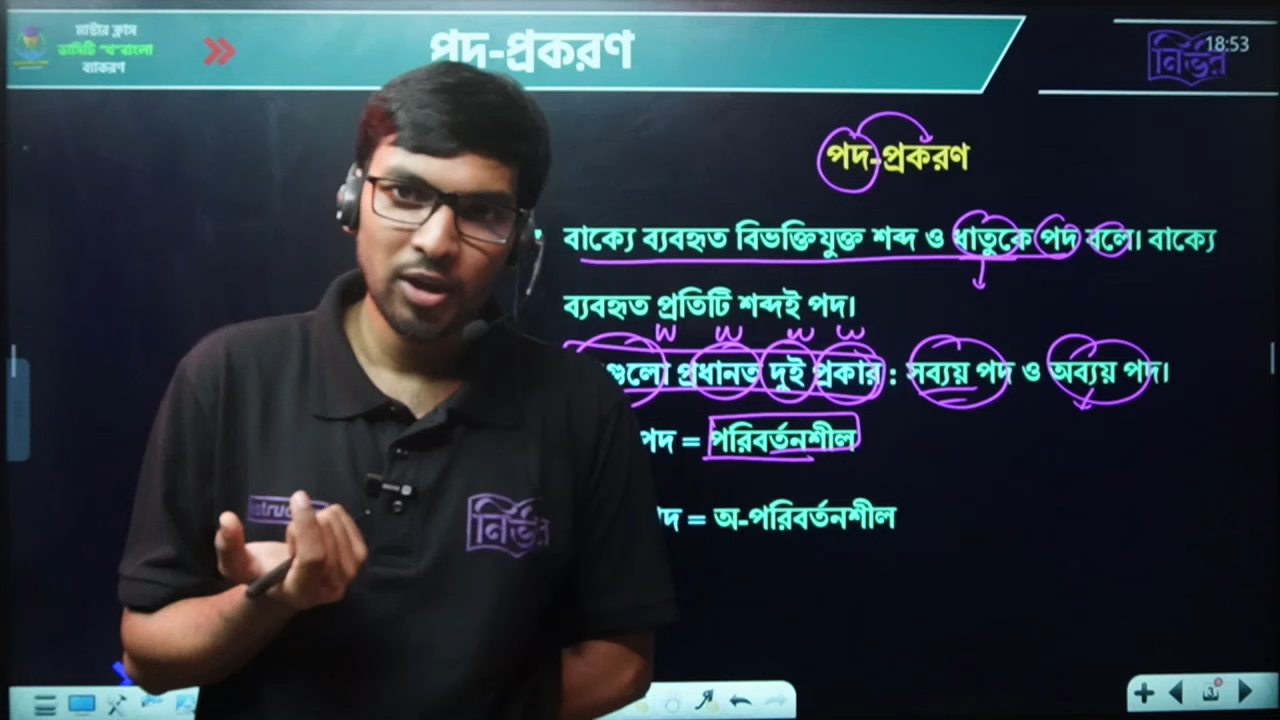 মাস্টার ক্লাস
ভার্সিটি "খ" বাংলা
ব্যাকরণ
পদ-প্রকরণ
নির্ভর
18:53
পদ-প্রকরণ
বাক্যে ব্যবহৃত বিভক্তিযুক্ত শব্দ ও ধাতুকে পদ বলে। বাক্যে
ব্যবহৃত প্রতিটি শব্দই পদ।
প্রধানত দুই প্রকার : সব্যয় পদ ও অব্যয় পদ।
পদ = পরিবর্তনশীল
= অ-পরিবর্তনশীল
নির্ভর
3